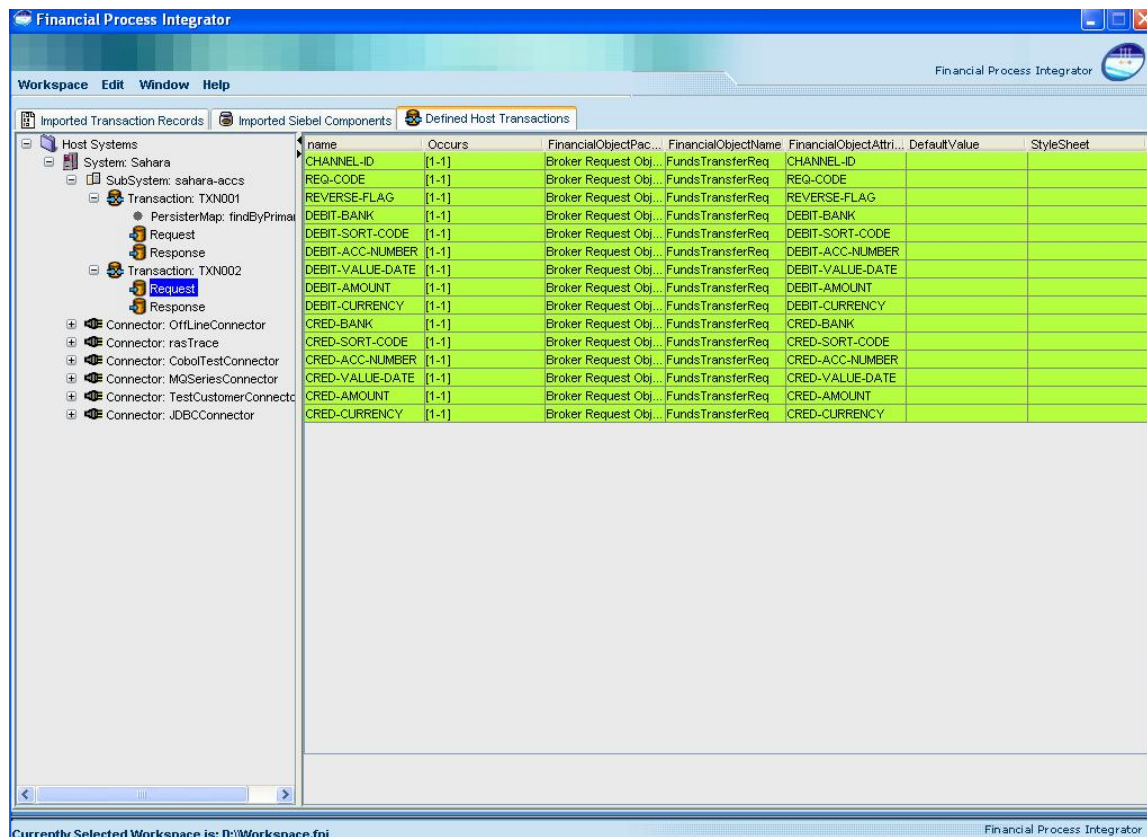 Financial Process Integrator
Financial Process Integrator
Workspace Edit Window Help
Imported Transaction Records Imported Siebel Components Defined Host Transactions
Host Systems
System: Sahara
SubSystem: sahara-accs
Transaction: TXN001
PersisterMap: findByPrimar
Request
Response
Transaction: TXN002
Request
Response
Connector: OffLineConnector
Connector: rasTrace
Connector: CobolTestConnector
Connector: MQSeriesConnector
Connector: TestCustomerConnecto
Connector: JDBCConnector
name Occurs FinancialObjectPac... FinancialObjectName FinancialObjectAttri... DefaultValue StyleSheet
CHANNEL-ID [1-1] Broker Request Obj... FundsTransferReq CHANNEL-ID
REQ-CODE [1-1] Broker Request Obj... FundsTransferReq REQ-CODE
REVERSE-FLAG [1-1] Broker Request Obj... FundsTransferReq REVERSE-FLAG
DEBIT-BANK [1-1] Broker Request Obj... FundsTransferReq DEBIT-BANK
DEBIT-SORT-CODE [1-1] Broker Request Obj... FundsTransferReq DEBIT-SORT-CODE
DEBIT-ACC-NUMBER [1-1] Broker Request Obj... FundsTransferReq DEBIT-ACC-NUMBER
DEBIT-VALUE-DATE [1-1] Broker Request Obj... FundsTransferReq DEBIT-VALUE-DATE
DEBIT-AMOUNT [1-1] Broker Request Obj... FundsTransferReq DEBIT-AMOUNT
DEBIT-CURRENCY [1-1] Broker Request Obj... FundsTransferReq DEBIT-CURRENCY
CRED-BANK [1-1] Broker Request Obj... FundsTransferReq CRED-BANK
CRED-SORT-CODE [1-1] Broker Request Obj... FundsTransferReq CRED-SORT-CODE
CRED-ACC-NUMBER [1-1] Broker Request Obj... FundsTransferReq CRED-ACC-NUMBER
CRED-VALUE-DATE [1-1] Broker Request Obj... FundsTransferReq CRED-VALUE-DATE
CRED-AMOUNT [1-1] Broker Request Obj... FundsTransferReq CRED-AMOUNT
CRED-CURRENCY [1-1] Broker Request Obj... FundsTransferReq CRED-CURRENCY
Currently Selected Workspace is: D:\\Workspace.fpi Financial Process Integrator